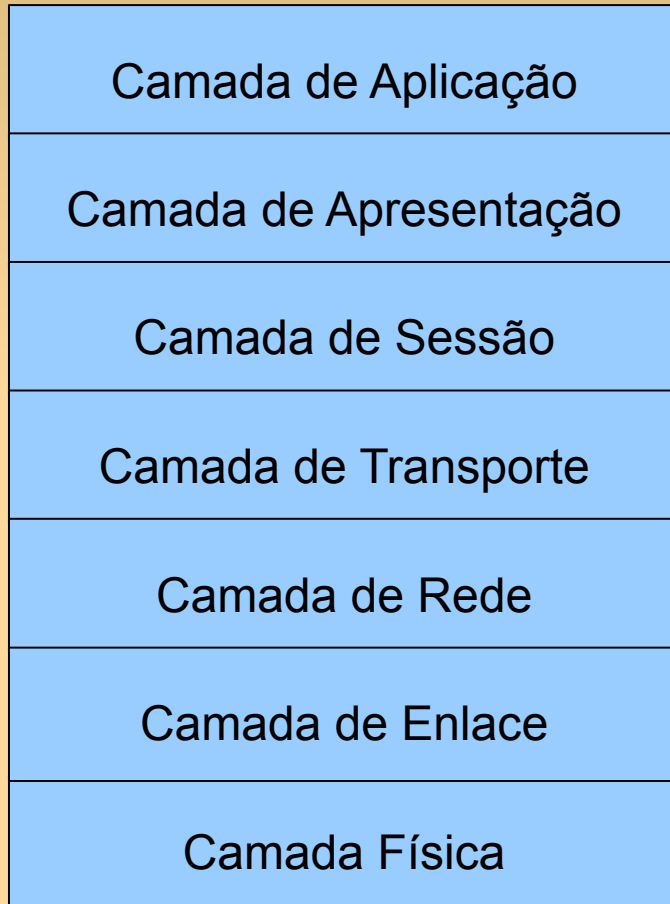 Camada de Aplicação
Camada de Apresentação
Camada de Sessão
Camada de Transporte
Camada de Rede
Camada de Enlace
Camada Física